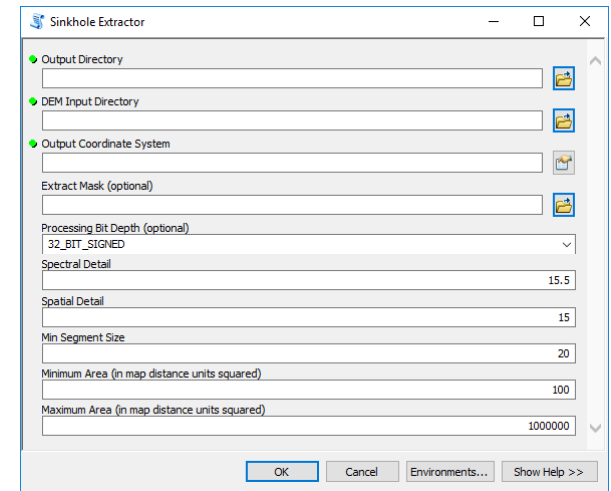 Sinkhole Extractor
Output Directory
DEM Input Directory
Output Coordinate System
Extract Mask (optional)
Processing Bit Depth (optional)
32_BIT_SIGNED
Spectral Detail
15.5
Spatial Detail
15
Min Segment Size
20
Minimum Area (in map distance units squared)
100
Maximum Area (in map distance units squared)
1000000
OK Cancel Environments... Show Help >>